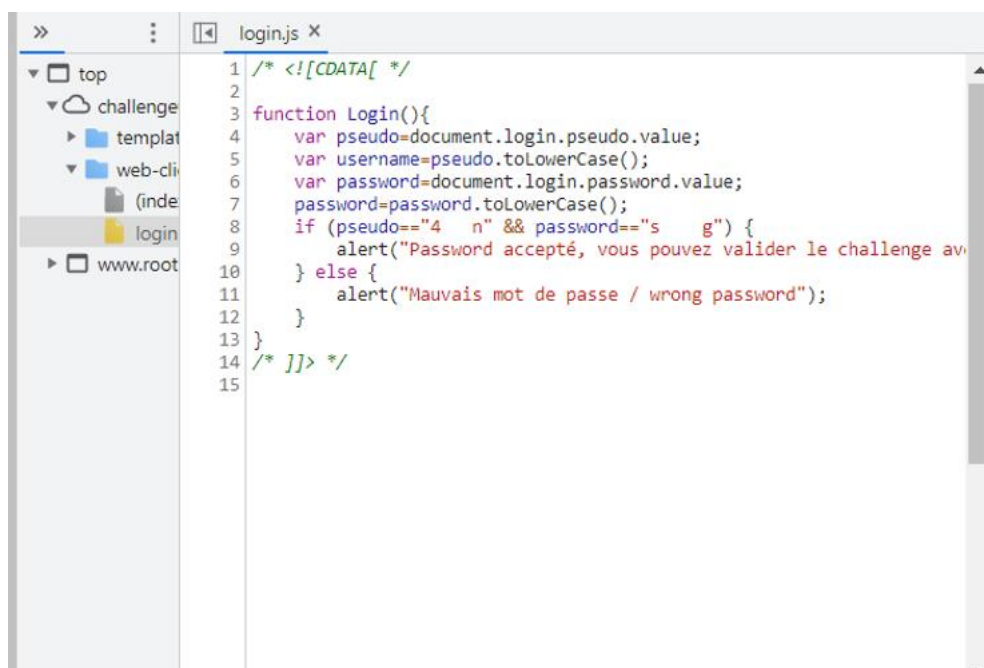 »
login.js ×
top
challenge
templat
web-cli
(inde
login
www.root
1 /* <![CDATA[ */
2
3 function Login(){
4 var pseudo=document.login.pseudo.value;
5 var username=pseudo.toLowerCase();
6 var password=document.login.password.value;
7 password=password.toLowerCase();
8 if (pseudo=="4   n" && password=="s    g") {
9 alert("Password accepté, vous pouvez valider le challenge av
10 } else {
11 alert("Mauvais mot de passe / wrong password");
12 }
13 }
14 /* ]]> */
15